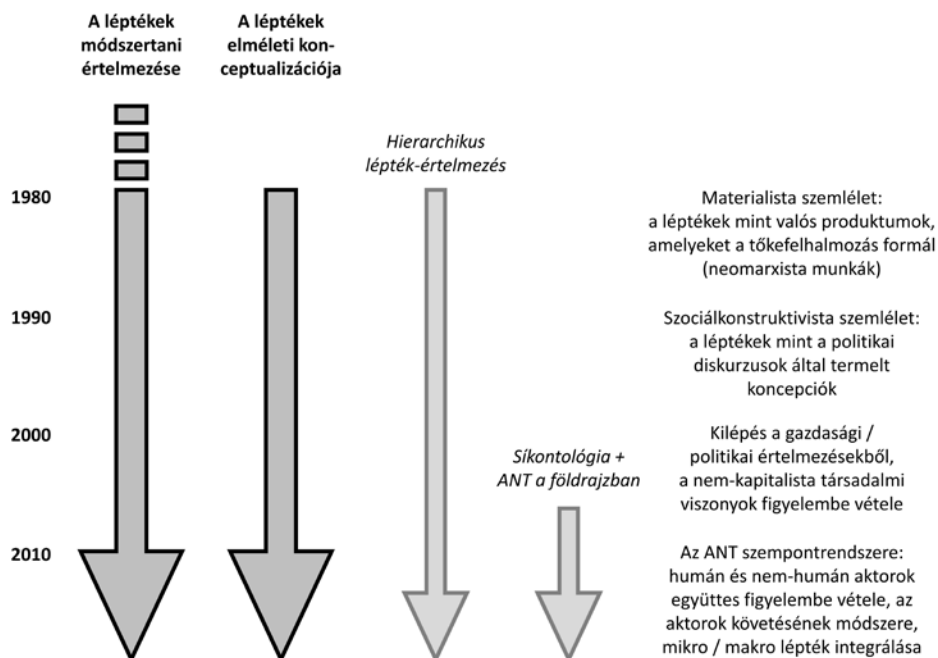 A léptékek
módszertani
értelmezése
A léptékek
elméleti kon-
ceptualizációja
Hierarchikus
lépték-értelmezés
1980
Materialista szemlélet:
a léptékek mint valós produktumok,
amelyeket a tőkefelhalmozás formál
(neomarxista munkák)
1990
Szociálkonstruktivista szemlélet:
a léptékek mint a politikai
diskurzusok által termelt
koncepciók
2000
Síkontológia +
ANT a földrajzban
Kilépés a gazdasági /
politikai értelmezésekből,
a nem-kapitalista társadalmi
viszonyok figyelembe vétele
2010
Az ANT szempontrendszere:
humán és nem-humán aktorok
együttes figyelembe vétele, az
aktorok követésének módszere,
mikro / makro lépték integrálása